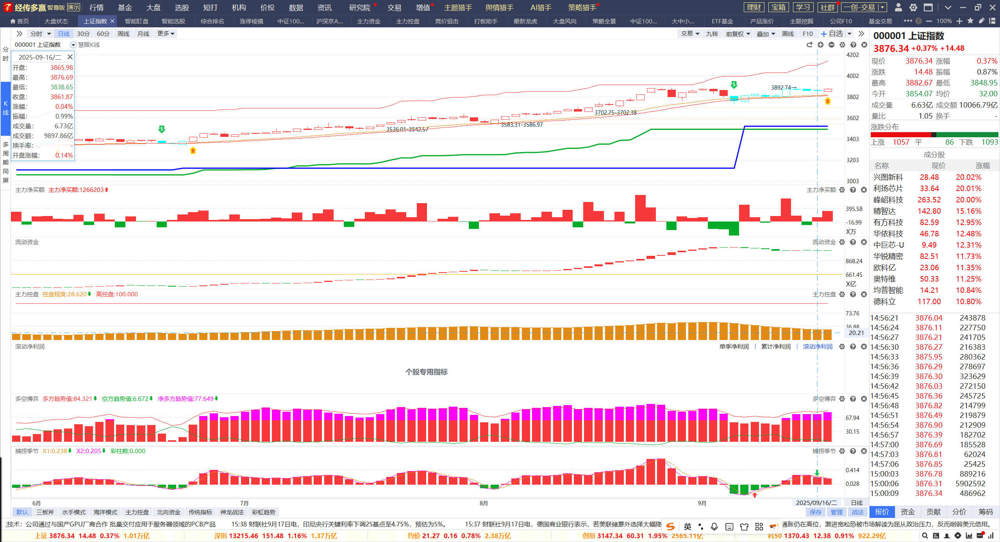 经传多赢 智尊版 演示 行情 基金 大盘 选股 短打 机构 价投 数据 资讯 研究院 交易 增值 主题猎手 舆情猎手 AI猎手 策略猎手 理财 宝箱 学习 社群 一创-交易
首页 大盘状态 上证指数 智能盯盘 智能选股 综合排名 涨停棱镜 中证100... 沪深京A... 主力资金 主力控盘 竞价狙击 打板助手 最新龙虎 大盘风向 策略全景 中证100... 大中小... ETF基金 产品涨价 主题挖掘 公司F10 基金交易 100%
分时 日线 30分 60分 周线 月线 更多 交易 九转 前复权 叠加 画线 F10 自选
分时
K线
多周期同屏
000001 上证指数 慧眼K线
2025-09-16/二
开盘: 3865.98
最高: 3876.69
最低: 3838.65
收盘: 3861.87
涨幅: 0.04%
振幅: 0.99%
成交量: 6.73亿
成交额: 9897.86亿
换手率: -
开盘涨幅: 0.14%
4202
4002
3802
3602
3403
3203
3003
S
B
S
B
3892.74→
3702.25-3702.38
3583.31-3586.97
3536.01-3542.57
主力净买额 主力净买额:1266203 主力净买额
395.58
-16.99
X万
流动资金 流动资金
868.24
661.45
X亿
主力控盘 控盘程度:28.620 高控盘:100.000 主力控盘
73.76
36.88
20.21
滚动净利润 单季净利润 累计净利润 滚动净利润
个股专用指标
多空博弈 多方趋势值:84.321 空方趋势值:6.672 净多方趋势值:77.649 多空博弈
67.94
30.15
捕捞季节 X1:0.238 X2:0.205 彩柱数:0.000 捕捞季节
0.414
0.028
6月 7月 8月 9月 2025/09/16/二 日线
默认 三板斧 水手模式 海洋模式 主力控盘 北向资金 传统指标 神龙战法 彩虹趋势 保存 管理 战法
000001 上证指数
3876.34 +0.37% +14.48
现价 3876.34 涨幅 0.37%
涨跌 14.48 振幅 0.87%
最高 3882.67 最低 3848.95
今开 3854.07 均价 32.00
成交量 6.63亿 成交额 10066.79亿
量比 1.05 换手 -
涨跌分布
上涨 1057 平 86 下跌 1093
成分股
名称 现价 涨幅
兴图新科 28.48 20.02%
利扬芯片 33.64 20.01%
峰岹科技 263.52 20.00%
精智达 142.80 15.16%
有方科技 82.59 12.95%
华依科技 46.78 12.48%
中巨芯-U 9.49 12.31%
华锐精密 82.51 11.73%
欧科亿 23.06 11.35%
奥特维 50.33 11.25%
均普智能 14.21 10.84%
德科立 117.00 10.80%
14:56:21 3876.04 243878
14:56:24 3876.11 227750
14:56:27 3876.21 241705
14:56:30 3876.27 216383
14:56:33 3875.95 280362
14:56:36 3876.29 278697
14:56:39 3876.30 323629
14:56:42 3876.03 272150
14:56:45 3876.36 245725
14:56:48 3876.82 214799
14:56:51 3876.49 219879
14:56:54 3876.90 212909
14:56:57 3876.39 182702
14:57:00 3876.69 185528
14:57:03 3876.81 62024
14:57:06 3876.85 25425
15:00:03 3876.78 889216
15:00:06 3876.31 5902592
15:00:09 3876.34 486962
报价 资金 贡献 分价 筹码
技术：公司通过与国产GPU厂商合作 批量交付应用于服务器领域的PCB产品 15:38 财联社9月17日电，印尼央行关键利率下调25基点至4.75%，预估为5%。 15:37 财联社9月17日电，德国商业银行表示，若美联储意外选择大幅降 英 通胀仍在高位，激进宽松恐被市场解读为屈从政治压力，反而削弱美元信用。
上证 3876.34 14.48 0.37% 1.01万亿 深指 13215.46 151.48 1.16% 1.37万亿 均价 21.27 0.16 0.78% 2.38万亿 创指 3147.34 60.31 1.95% 2565.11亿 科50 1370.43 12.38 0.91% 922.29亿